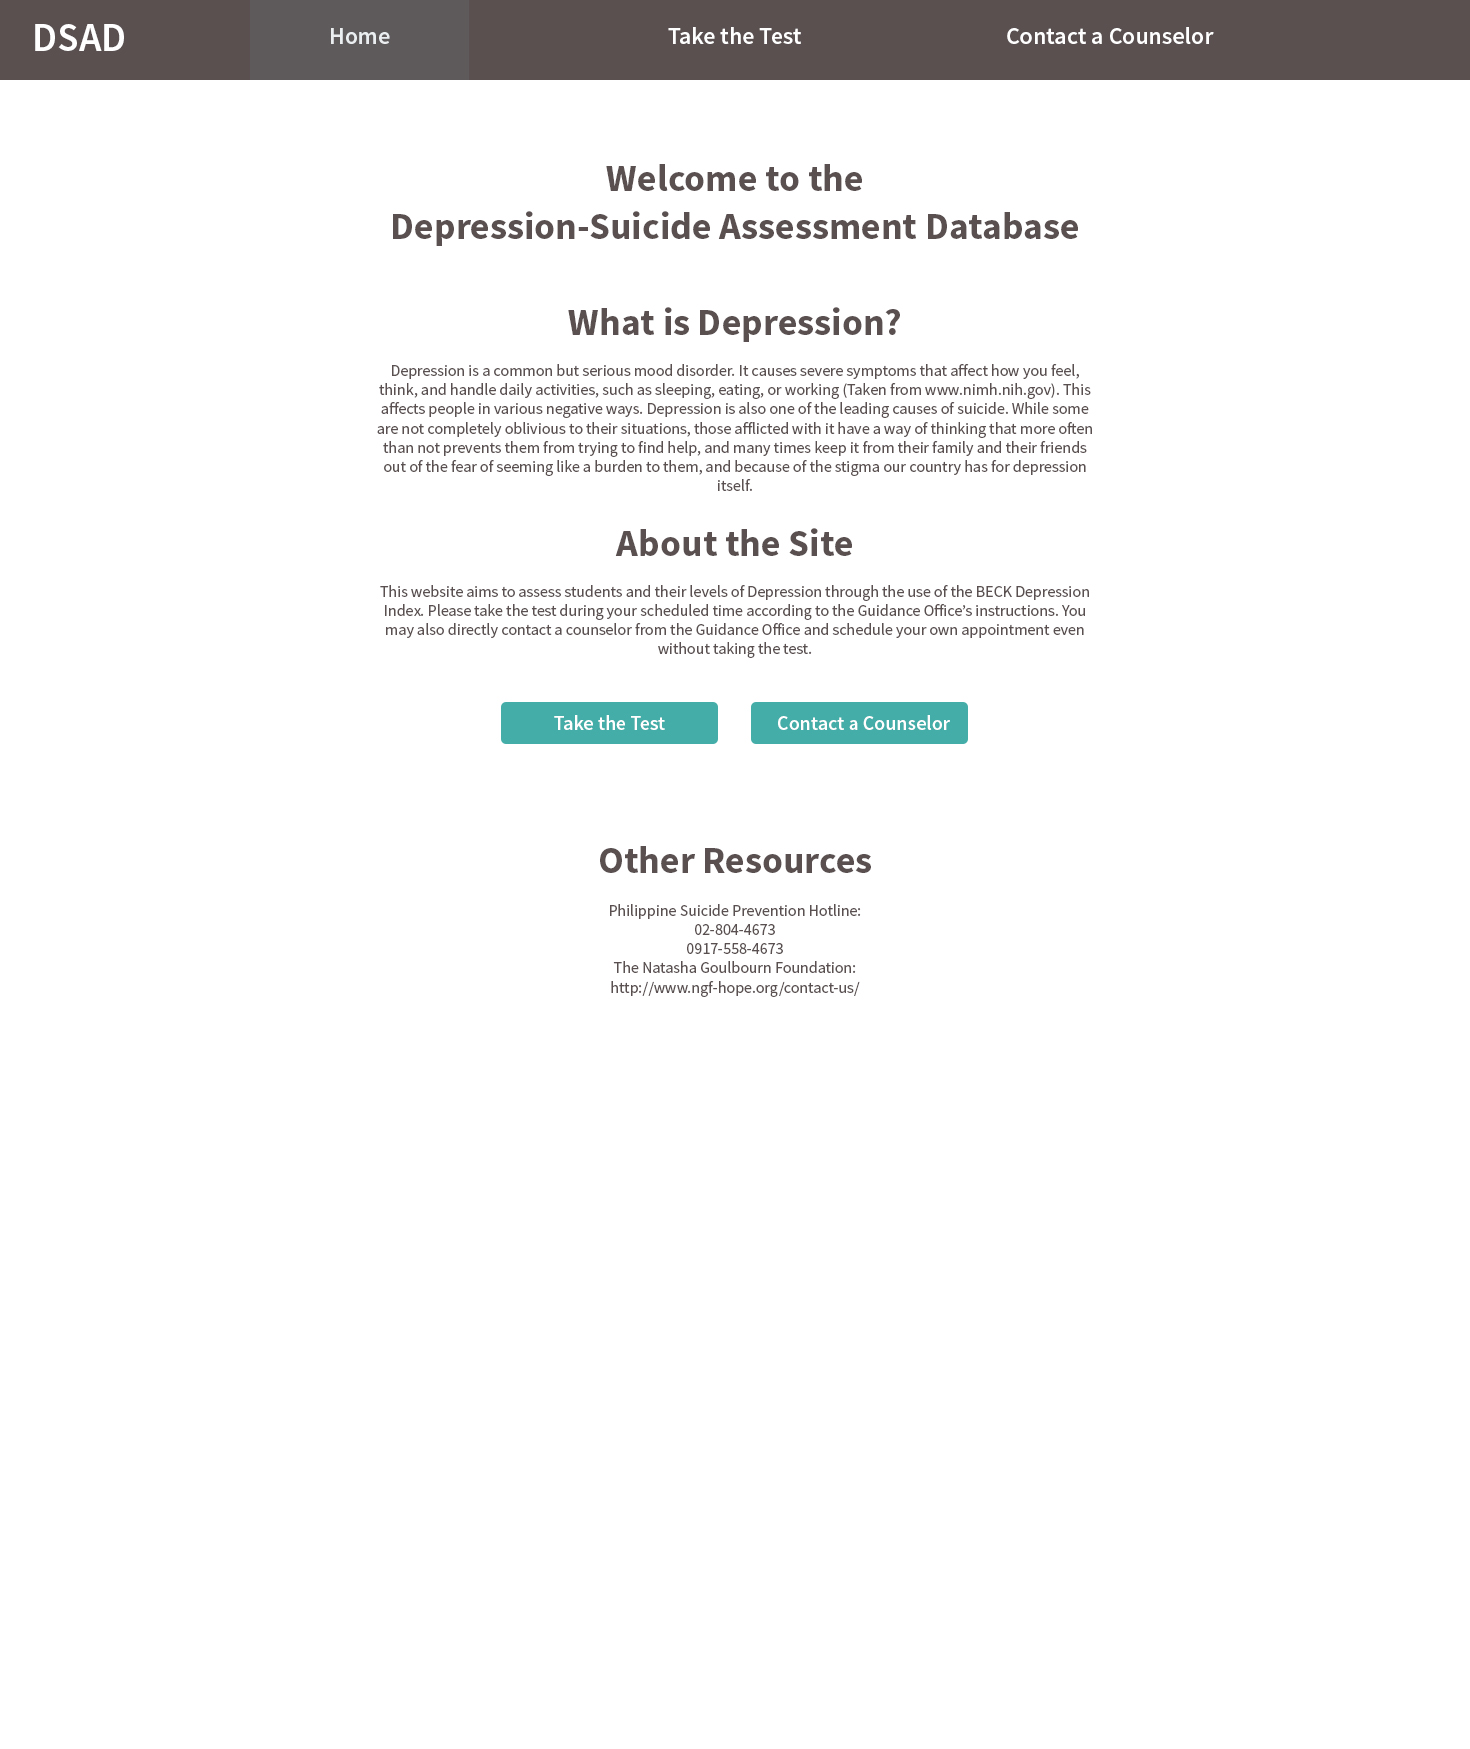 DSAD
Home
Take the Test
Contact a Counselor
Welcome to the
Depression-Suicide Assessment Database
What is Depression?
Depression is a common but serious mood disorder. It causes severe symptoms that affect how you feel,
think, and handle daily activities, such as sleeping, eating, or working (Taken from www.nimh.nih.gov). This
affects people in various negative ways. Depression is also one of the leading causes of suicide. While some
are not completely oblivious to their situations, those afflicted with it have a way of thinking that more often
than not prevents them from trying to find help, and many times keep it from their family and their friends
out of the fear of seeming like a burden to them, and because of the stigma our country has for depression
itself.
About the Site
This website aims to assess students and their levels of Depression through the use of the BECK Depression
Index. Please take the test during your scheduled time according to the Guidance Office’s instructions. You
may also directly contact a counselor from the Guidance Office and schedule your own appointment even
without taking the test.
Take the Test
Contact a Counselor
Other Resources
Philippine Suicide Prevention Hotline:
02-804-4673
0917-558-4673
The Natasha Goulbourn Foundation:
http://www.ngf-hope.org/contact-us/